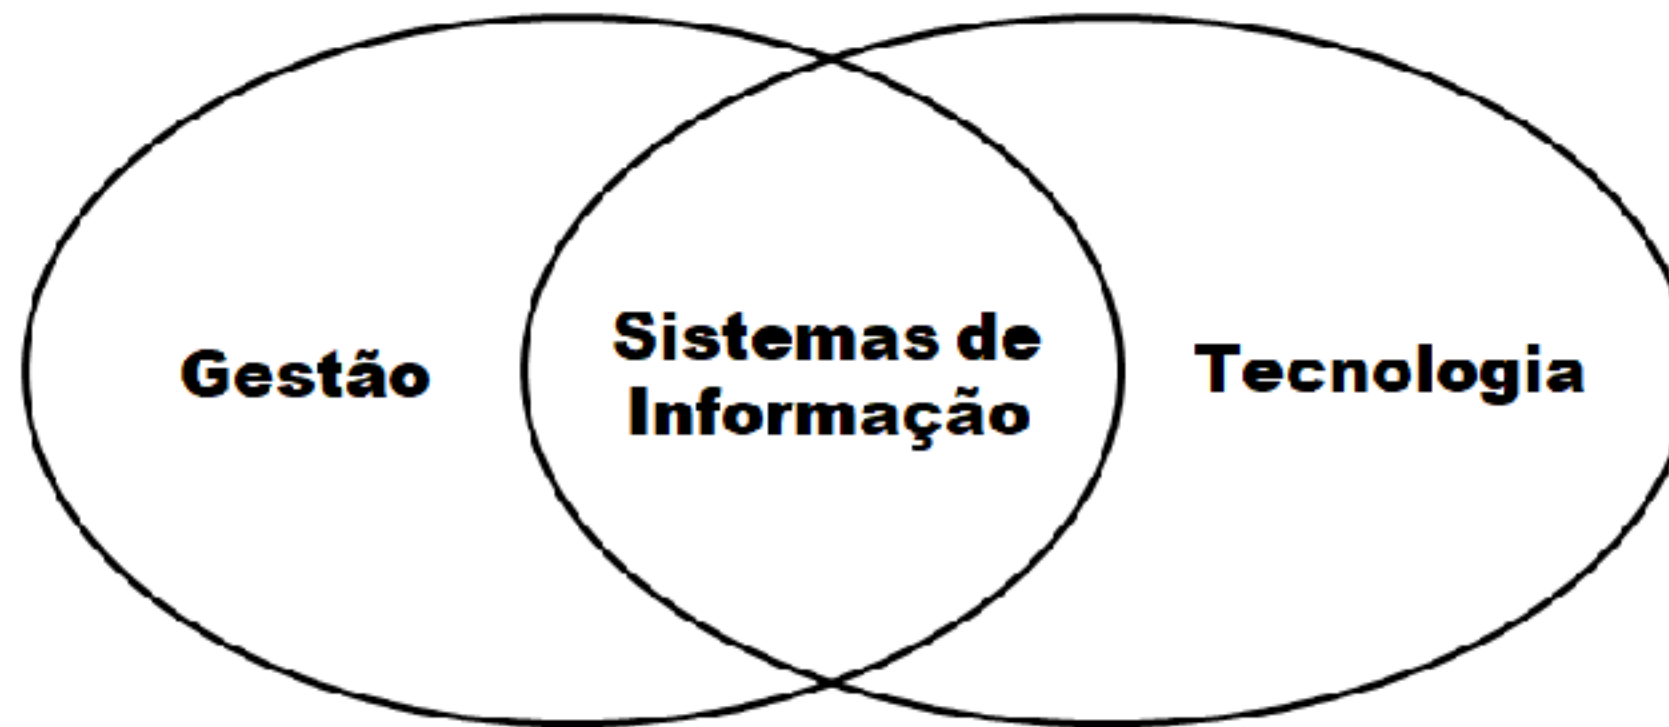 Gestão
Sistemas de
Informação
Tecnologia